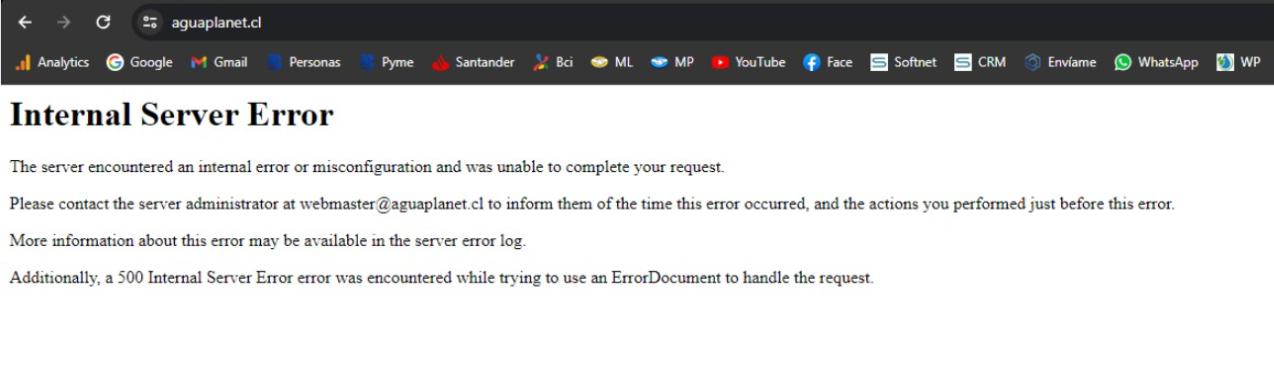 aguaplanet.cl
Analytics Google Gmail Personas Pyme Santander Bci ML MP YouTube Face Softnet CRM Envíame WhatsApp WP
Internal Server Error
The server encountered an internal error or misconfiguration and was unable to complete your request.
Please contact the server administrator at webmaster@aguaplanet.cl to inform them of the time this error occurred, and the actions you performed just before this error.
More information about this error may be available in the server error log.
Additionally, a 500 Internal Server Error error was encountered while trying to use an ErrorDocument to handle the request.